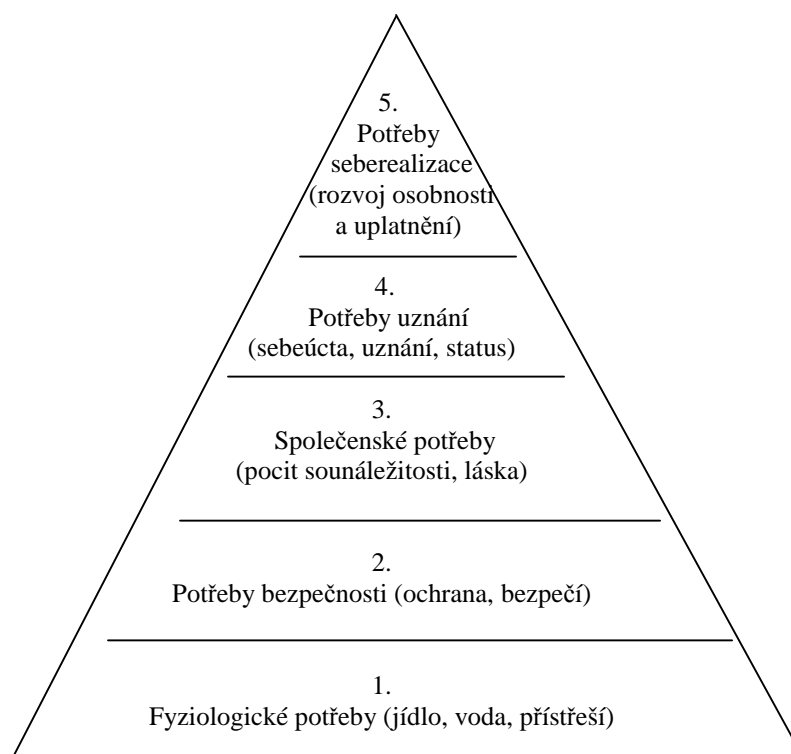 5.
Potřeby
seberealizace
(rozvoj osobnosti
a uplatnění)
4.
Potřeby uznání
(sebeúcta, uznání, status)
3.
Společenské potřeby
(pocit sounáležitosti, láska)
2.
Potřeby bezpečnosti (ochrana, bezpečí)
1.
Fyziologické potřeby (jídlo, voda, přístřeší)